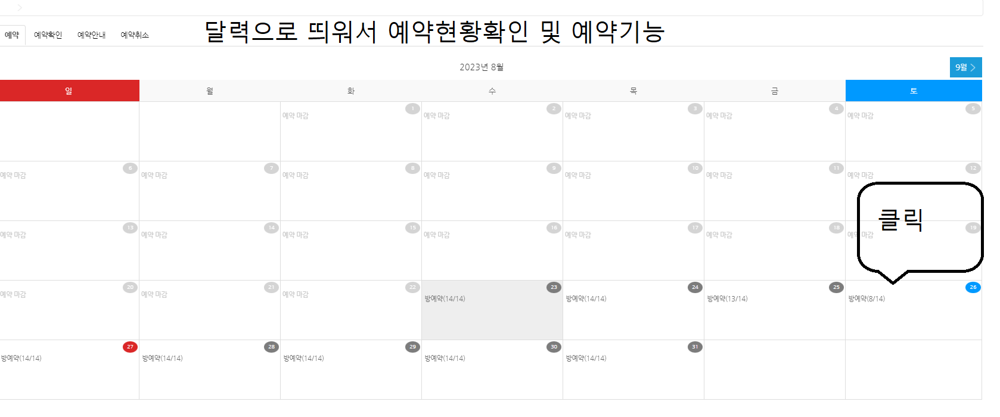 예약 예약확인 예약안내 예약취소
달력으로 띄워서 예약현황확인 및 예약기능
2023년 8월
9월
일 월 화 수 목 금 토
1 2 3 4 5
예약 마감 예약 마감 예약 마감 예약 마감 예약 마감
6 7 8 9 10 11 12
예약 마감 예약 마감 예약 마감 예약 마감 예약 마감 예약 마감 예약 마감
클릭
13 14 15 16 17 18 19
예약 마감 예약 마감 예약 마감 예약 마감 예약 마감 예약 마감 예약 마감
20 21 22 23 24 25 26
예약 마감 예약 마감 예약 마감 방예약(14/14) 방예약(14/14) 방예약(13/14) 방예약(8/14)
27 28 29 30 31
방예약(14/14) 방예약(14/14) 방예약(14/14) 방예약(14/14) 방예약(14/14)